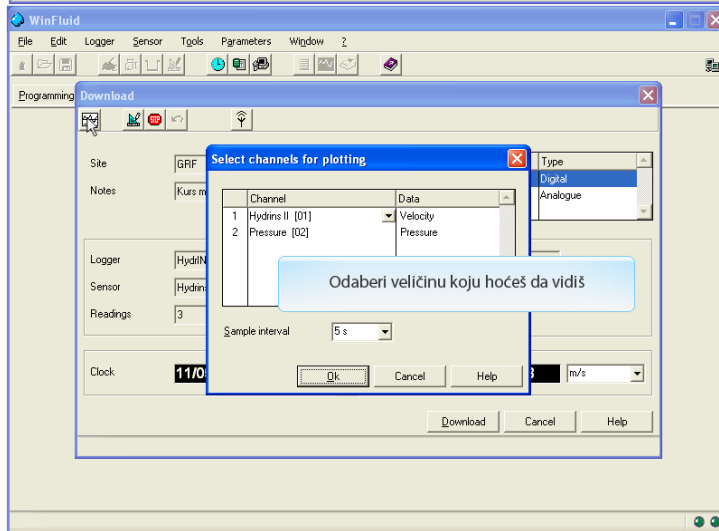 WinFluid
File Edit Logger Sensor Tools Parameters Window ?
Programming
Download
STP
Site GRF
Notes Kurs m
Type
Digital
Analogue
Select channels for plotting
Channel Data
1 Hydrins II [01] Velocity
2 Pressure [02] Pressure
Odaberi veličinu koju hoćeš da vidiš
Logger
Sensor Hydrin
Readings 3
Sample interval 5 s
Ok Cancel Help
Clock 11/0 m/s
Download Cancel Help